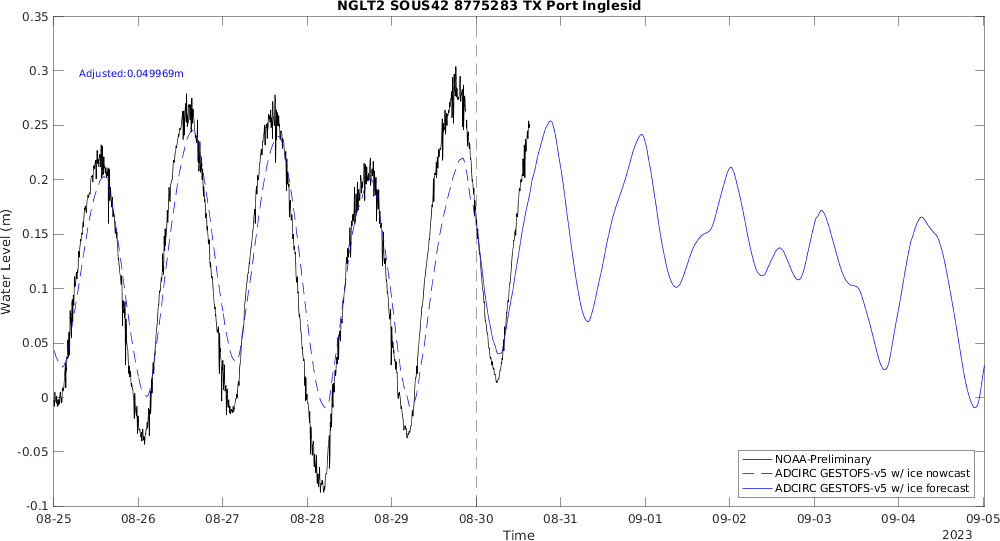 NGLT2 SOUS42 8775283 TX Port Inglesid
0.35
0.3
0.25
0.2
0.15
0.1
0.05
0
-0.05
-0.1
Water Level (m)
Adjusted:0.049969m
NOAA-Preliminary
ADCIRC GESTOFS-v5 w/ ice nowcast
ADCIRC GESTOFS-v5 w/ ice forecast
08-25 08-26 08-27 08-28 08-29 08-30 08-31 09-01 09-02 09-03 09-04 09-05
Time
2023